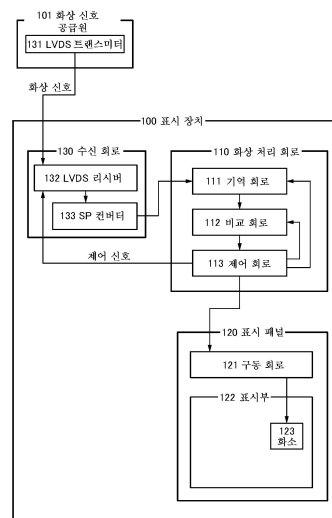 101 화상 신호
공급원
131 LVDS 트랜스미터
화상 신호
100 표시 장치
130 수신 회로
110 화상 처리 회로
132 LVDS 리시버
111 기억 회로
133 SP 컨버터
112 비교 회로
제어 신호
113 제어 회로
120 표시 패널
121 구동 회로
122 표시부
123
화소